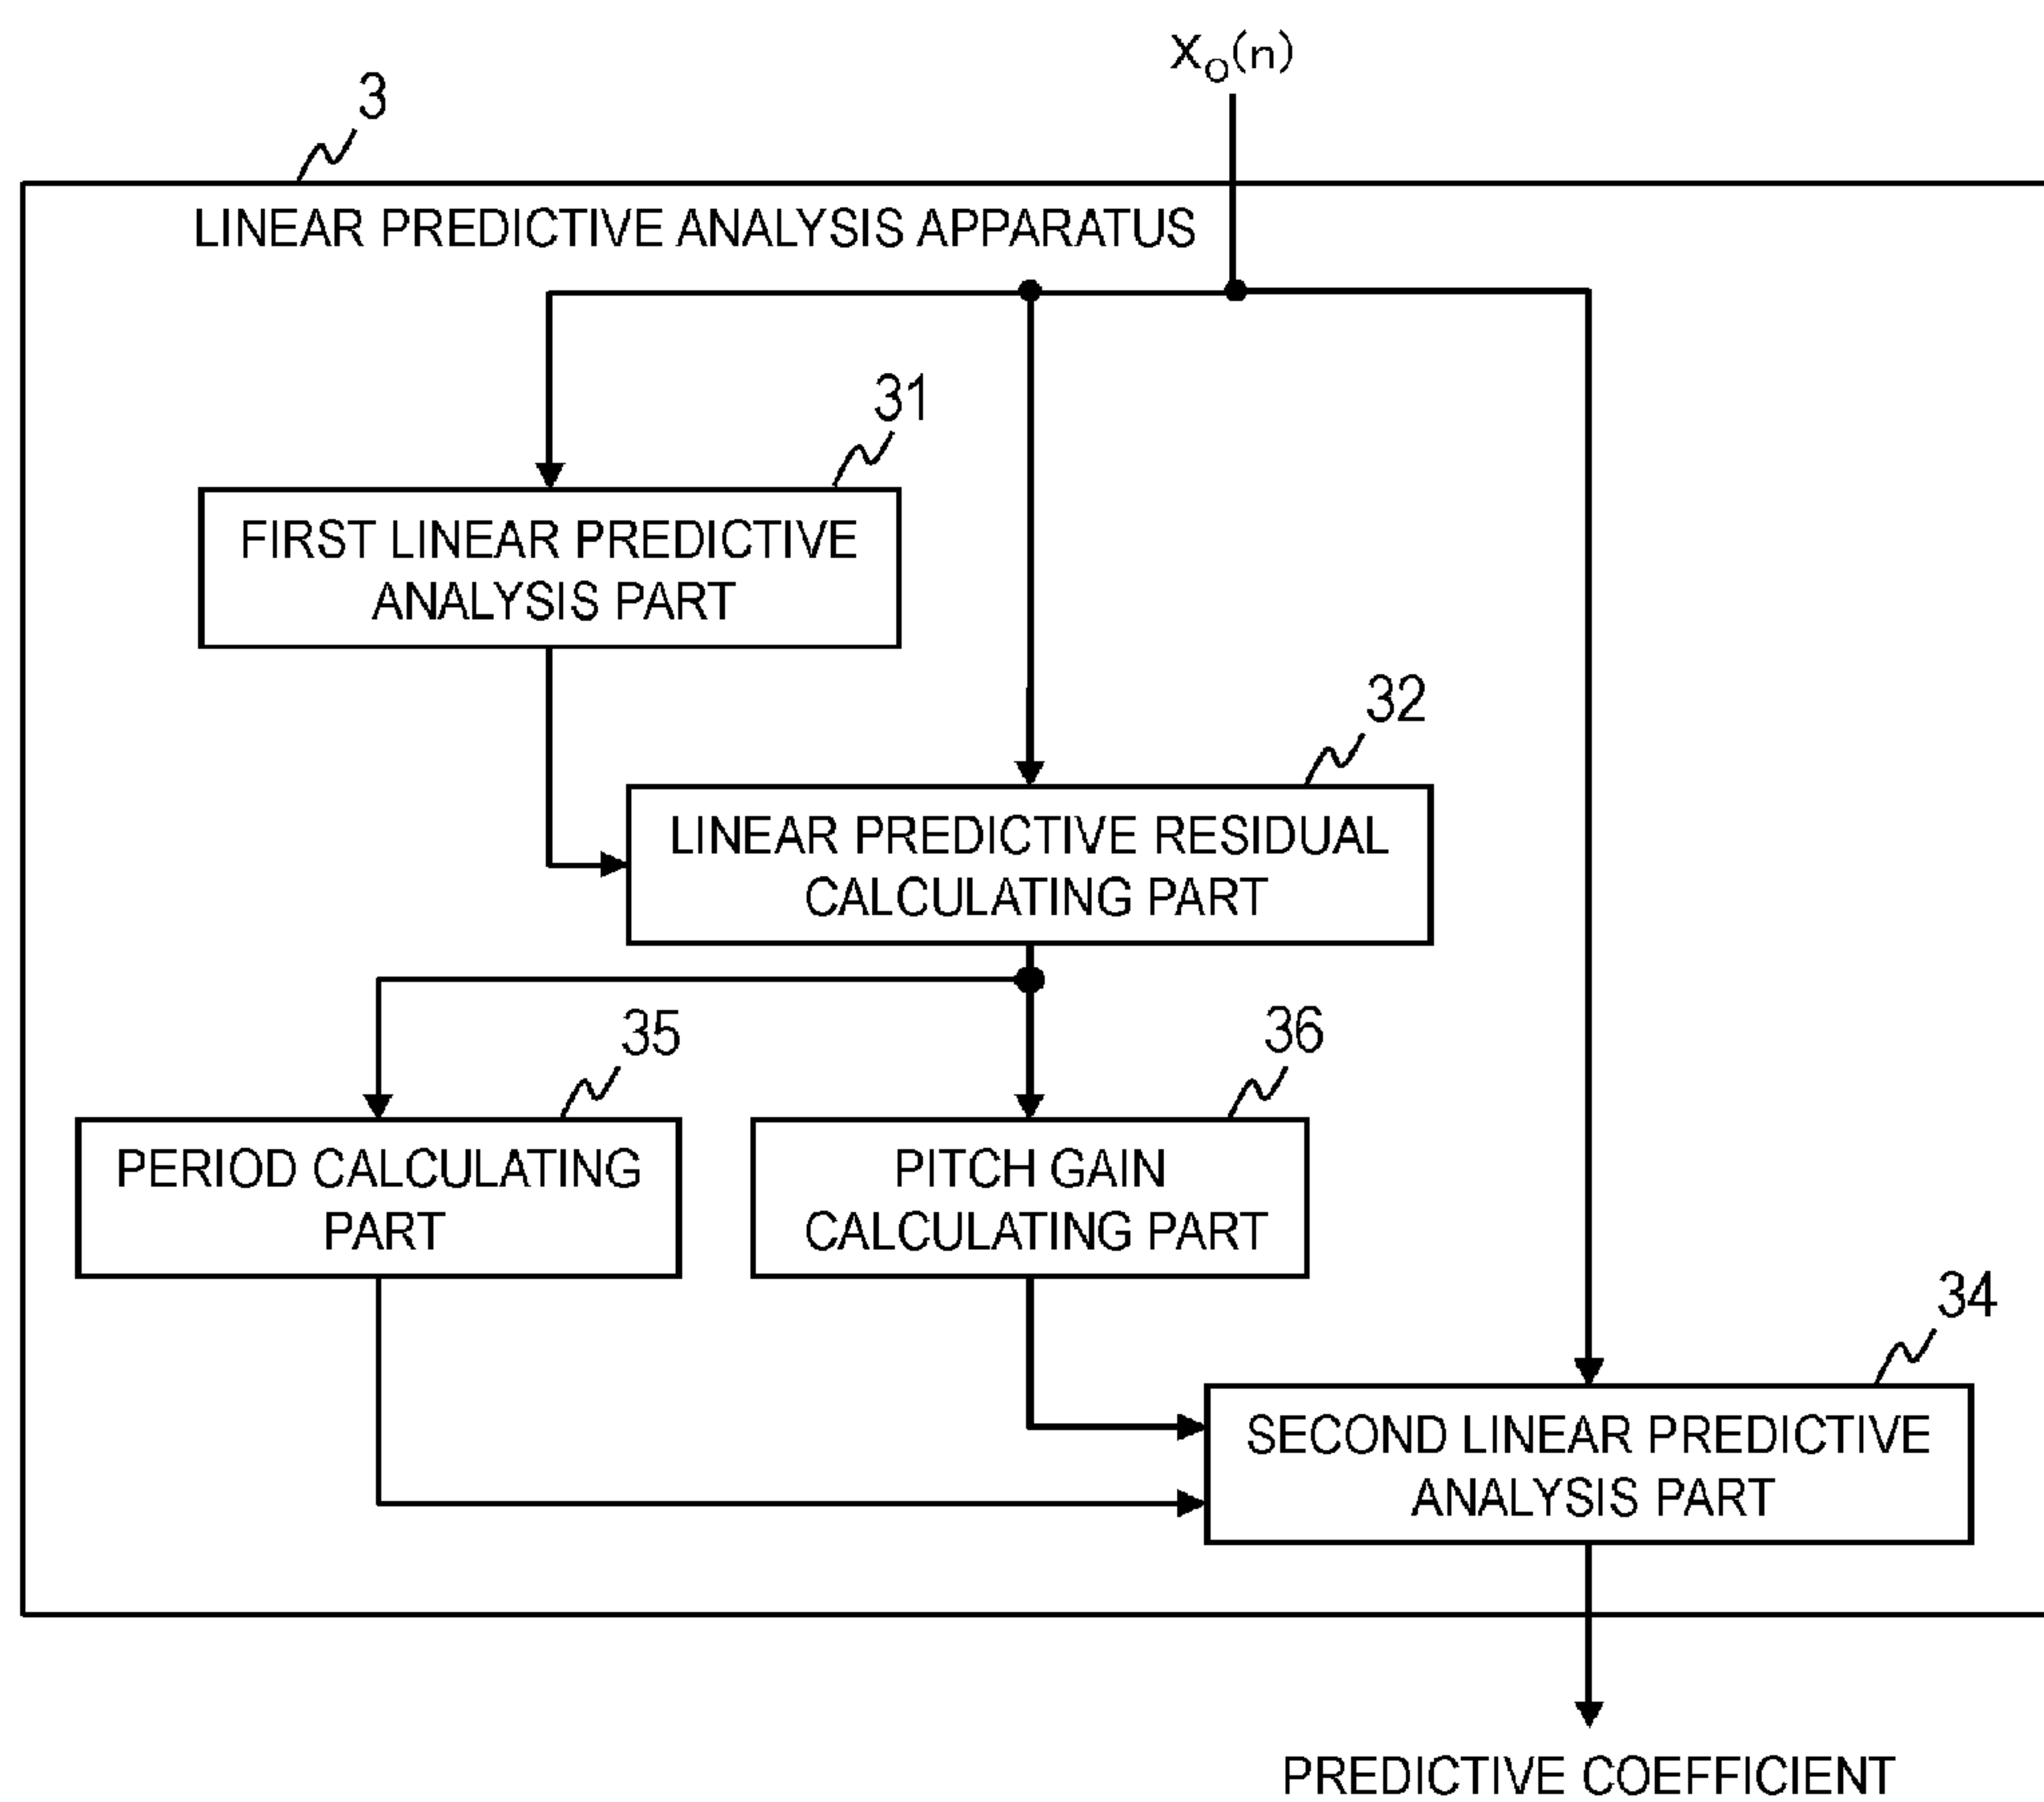 X_O(n)
3
LINEAR PREDICTIVE ANALYSIS APPARATUS
31
FIRST LINEAR PREDICTIVE
ANALYSIS PART
32
LINEAR PREDICTIVE RESIDUAL
CALCULATING PART
35
PERIOD CALCULATING
PART
36
PITCH GAIN
CALCULATING PART
34
SECOND LINEAR PREDICTIVE
ANALYSIS PART
PREDICTIVE COEFFICIENT